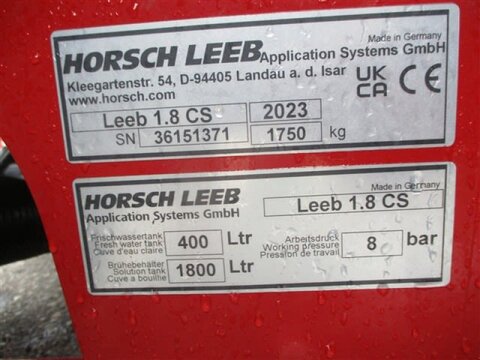 Made in Germany
HORSCH LEEB Application Systems GmbH
Kleegartenstr. 54, D-94405 Landau a. d. Isar
www.horsch.com
UK CA CE
Leeb 1.8 CS 2023
SN 36151371 1750 kg
HORSCH LEEB Made in Germany
Application Systems GmbH Leeb 1.8 CS
Frischwassertank
Fresh water tank 400 Ltr
Cuve d'eau claire
Arbeitsdruck
Working pressure 8 bar
Pression de travail
Brühebehälter
Solution tank 1800 Ltr
Cuve a bouillie